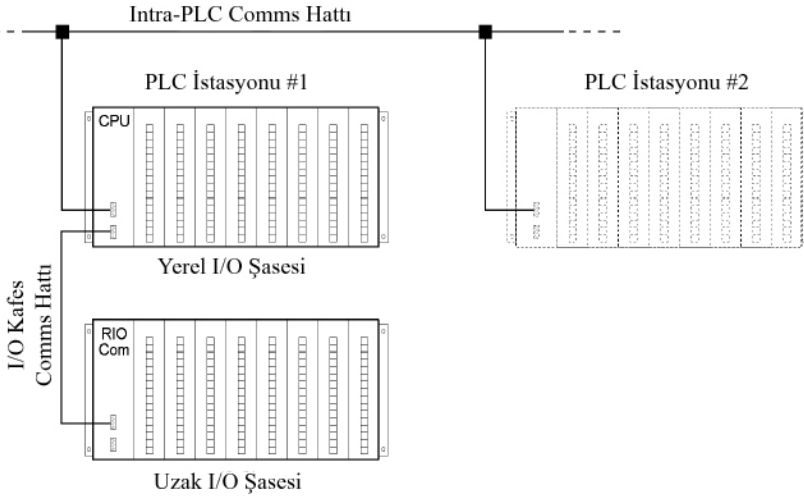 Intra-PLC Comms Hattı
PLC İstasyonu #1
PLC İstasyonu #2
CPU
Yerel I/O Şasesi
I/O Kafes
Comms Hattı
RIO
Com
Uzak I/O Şasesi